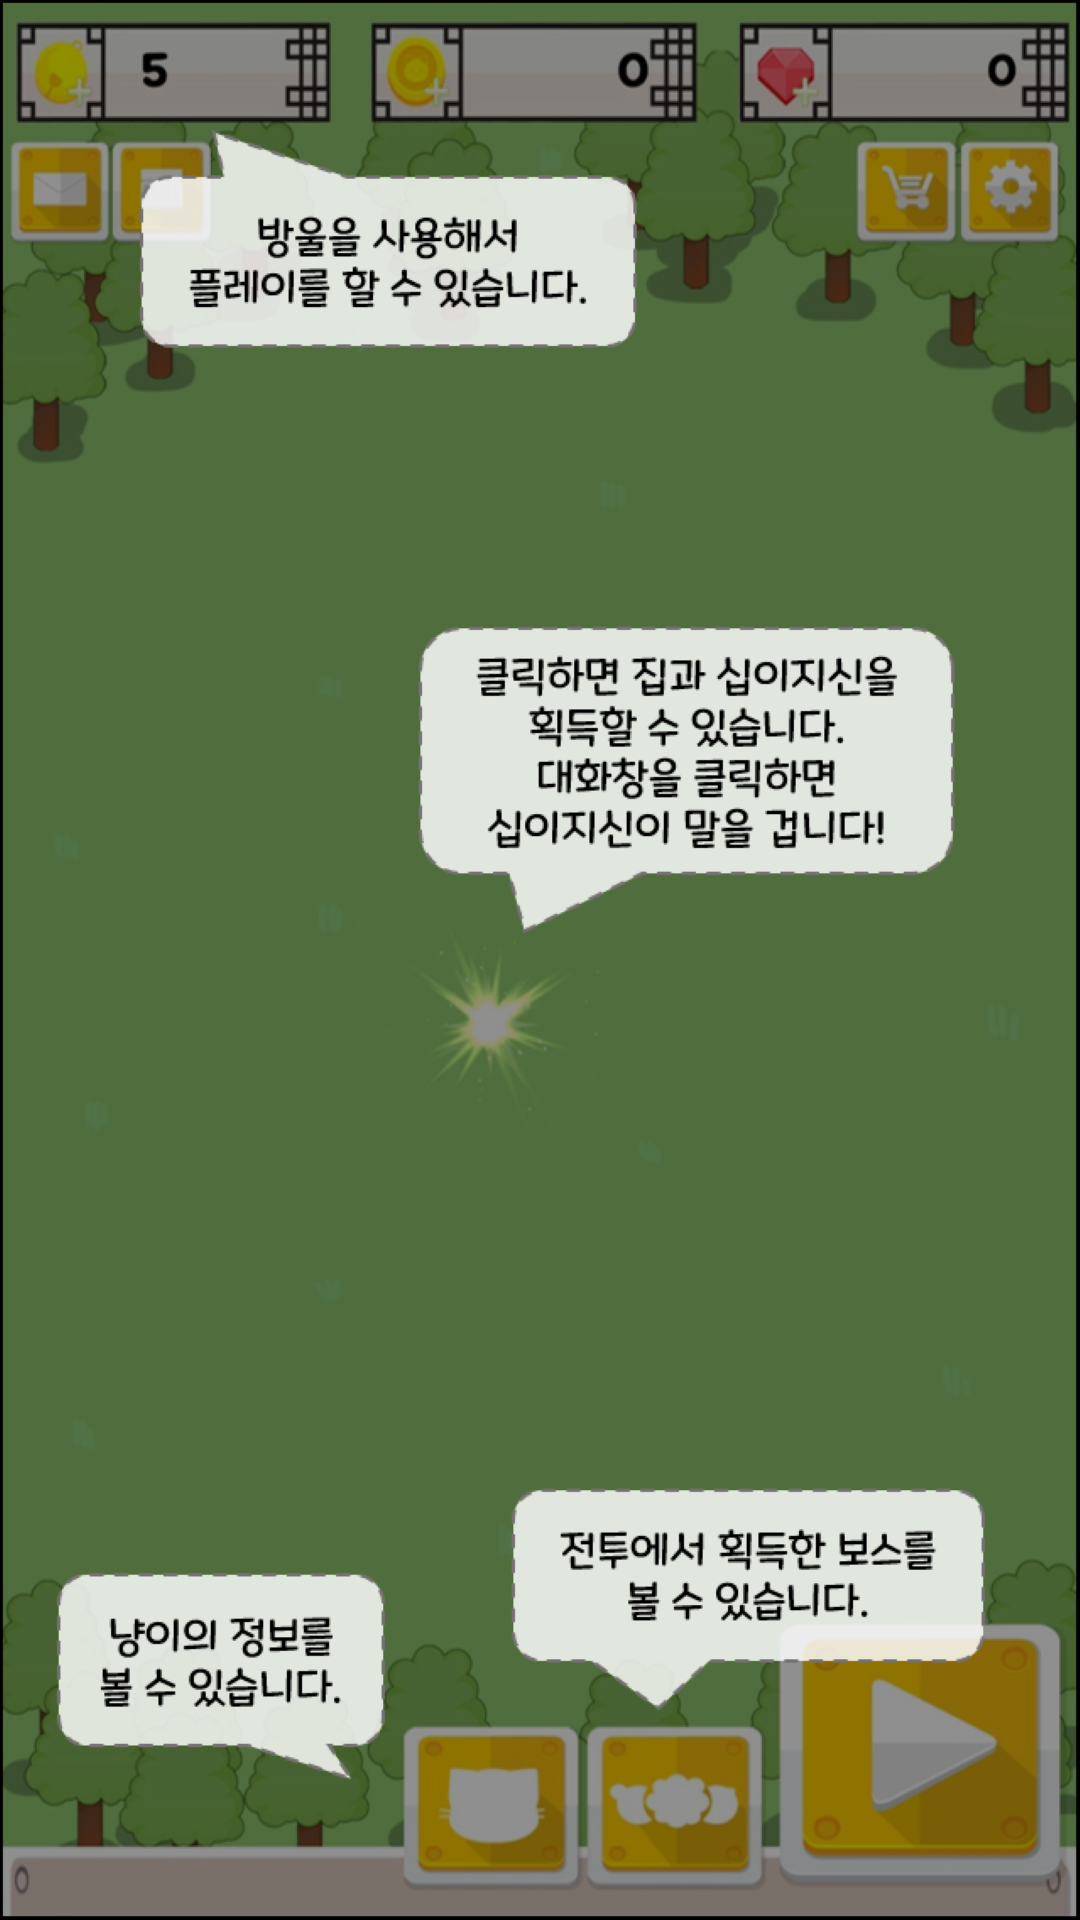 5
0
0
방울을 사용해서
플레이를 할 수 있습니다.
클릭하면 집과 십이지신을
획득할 수 있습니다.
대화창을 클릭하면
십이지신이 말을 겁니다!
전투에서 획득한 보스를
볼 수 있습니다.
냥이의 정보를
볼 수 있습니다.